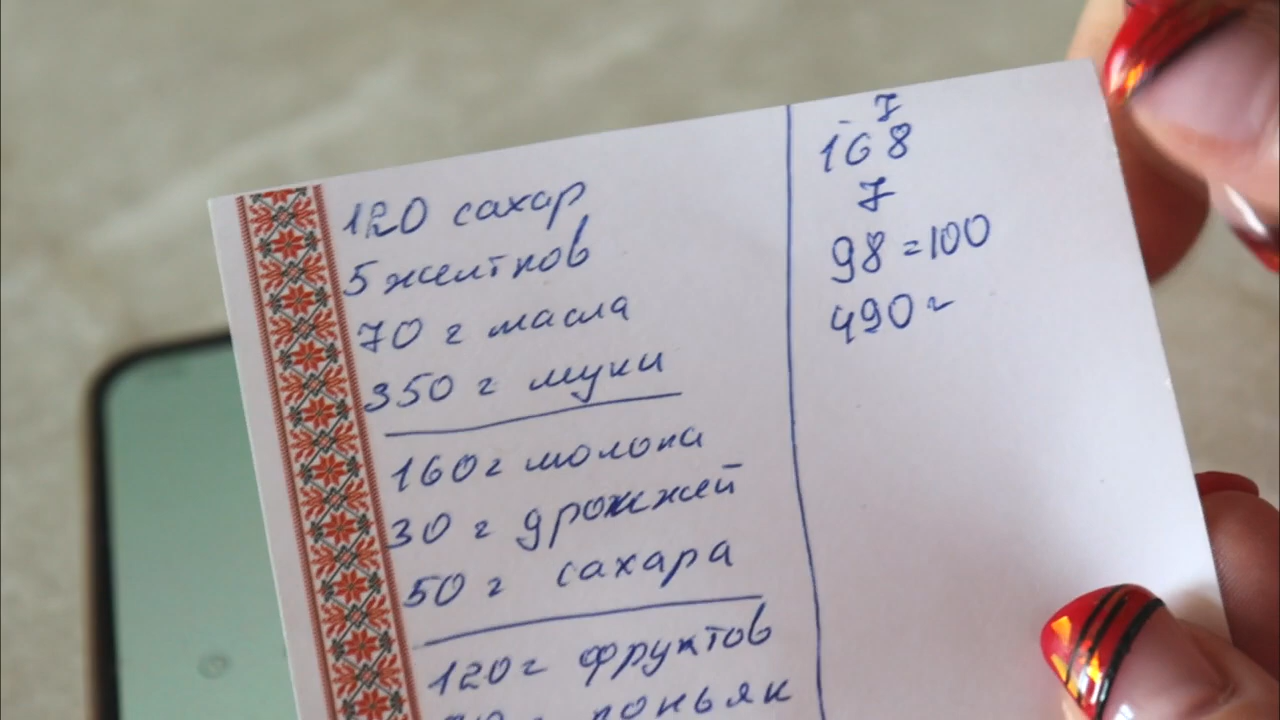 120 сахар
5 желтков
70 г масла
350 г муки
160 г молока
30 г дрожжей
50 г сахара
120 г фруктов
г коньяк
7
168
7
98 = 100
490 г